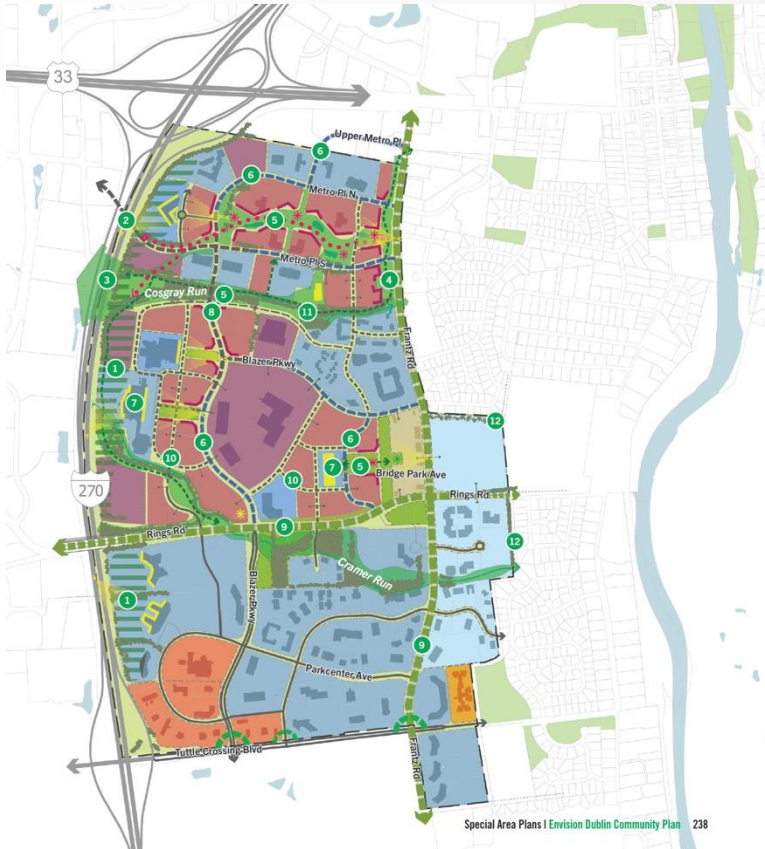 33
Upper Metro Pl
6
6
Metro Pl N.
2
5
Metro Pl S
3
4
Cosgray Run
5
8
11
Frantz Rd
1
Blazer Pkwy
7
12
6
6
10
7
5
Bridge Park Ave
10
270
Rings Rd
9
Rings Rd
12
Cramer Run
1
Blazer Pkwy
9
Parkcenter Ave
Tuttle Crossing Blvd
Frantz Rd
Special Area Plans | Envision Dublin Community Plan 238